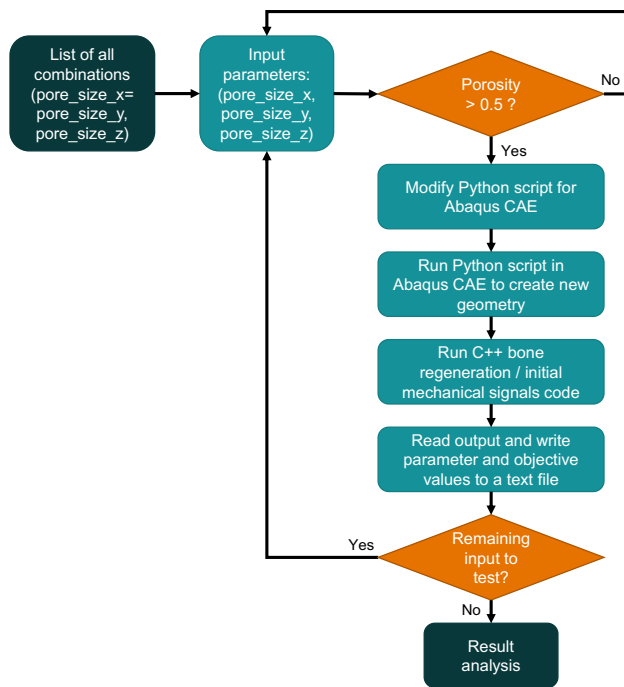 List of all
combinations
(pore_size_x=
pore_size_y,
pore_size_z)
Input
parameters:
(pore_size_x,
pore_size_y,
pore_size_z)
Porosity
> 0.5 ?
No
Yes
Modify Python script for
Abaqus CAE
Run Python script in
Abaqus CAE to create new
geometry
Run C++ bone
regeneration / initial
mechanical signals code
Read output and write
parameter and objective
values to a text file
Remaining
input to
test?
Yes
No
Result
analysis